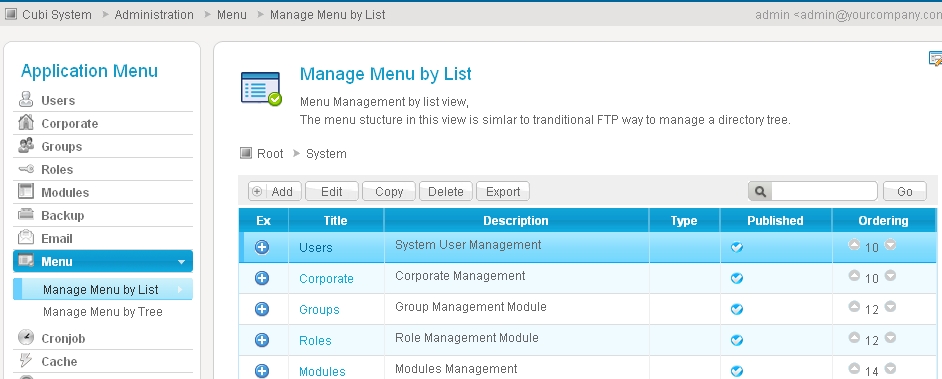 Cubi System Administration Menu Manage Menu by List
admin <admin@yourcompany.com
Application Menu
Users
Corporate
Groups
Roles
Modules
Backup
Email
Menu
Manage Menu by List
Manage Menu by Tree
Cronjob
Cache
Manage Menu by List
Menu Management by list view,
The menu stucture in this view is simlar to tranditional FTP way to manage a directory tree.
Root System
Add Edit Copy Delete Export Go
Ex Title Description Type Published Ordering
Users System User Management 10
Corporate Corporate Management 10
Groups Group Management Module 12
Roles Role Management Module 12
Modules Modules Management 14